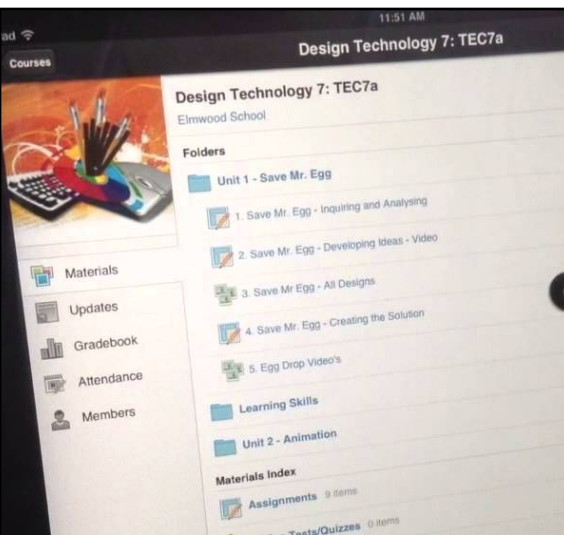 ad
11:51 AM
Courses
Design Technology 7: TEC7a
Design Technology 7: TEC7a
Elmwood School
Folders
Unit 1 - Save Mr. Egg
1. Save Mr. Egg - Inquiring and Analysing
2. Save Mr. Egg - Developing Ideas - Video
3. Save Mr Egg - All Designs
4. Save Mr. Egg - Creating the Solution
5. Egg Drop Video's
Learning Skills
Unit 2 - Animation
Materials Index
Assignments 9 items
Tests/Quizzes 0 items
Materials
Updates
Gradebook
Attendance
Members